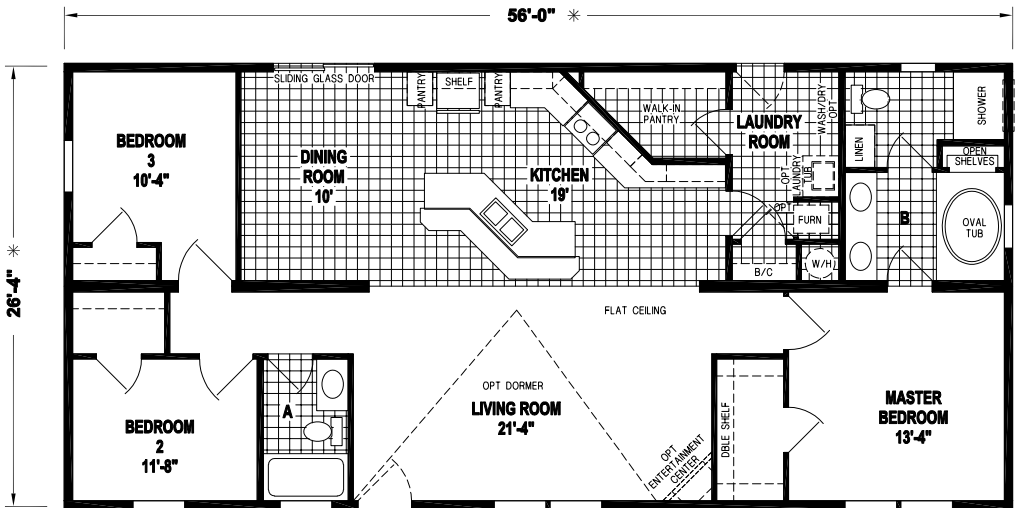 56'-0" ✳
26'-4" ✳
SLIDING GLASS DOOR
PANTRY
SHELF
PANTRY
WALK-IN
PANTRY
LAUNDRY
ROOM
WASH/DRY
OPT
SHOWER
LINEN
OPEN
SHELVES
BEDROOM
3
10'-4"
DINING
ROOM
10'
KITCHEN
19'
OPT
LAUNDRY
TUB
OPT
FURN
B
OVAL
TUB
B/C
W/H
FLAT CEILING
OPT DORMER
LIVING ROOM
21'-4"
BEDROOM
2
11'-8"
A
OPT
ENTERTAINMENT
CENTER
DBLE SHELF
MASTER
BEDROOM
13'-4"